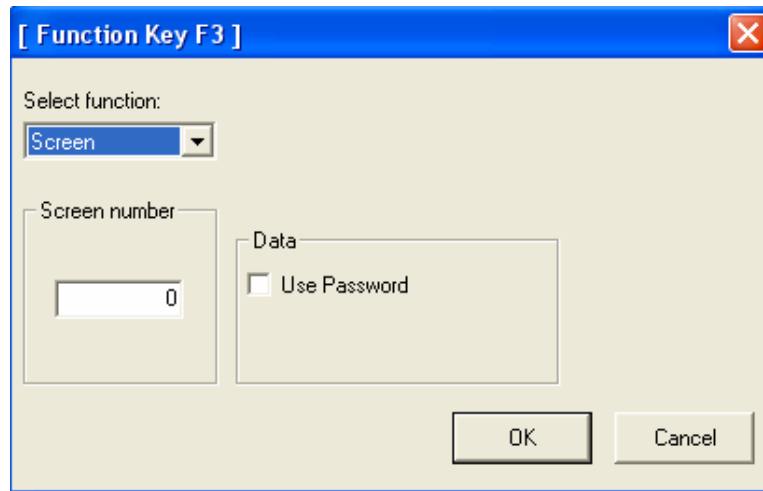 [ Function Key F3 ]
Select function:
Screen
Screen number
0
Data
Use Password
OK
Cancel